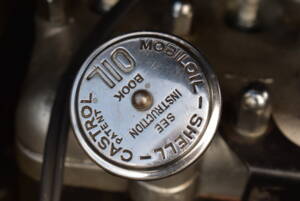 OIL
MOBILOIL - SHELL - CASTROL
SEE
INSTRUCTION
BOOK
PATENT